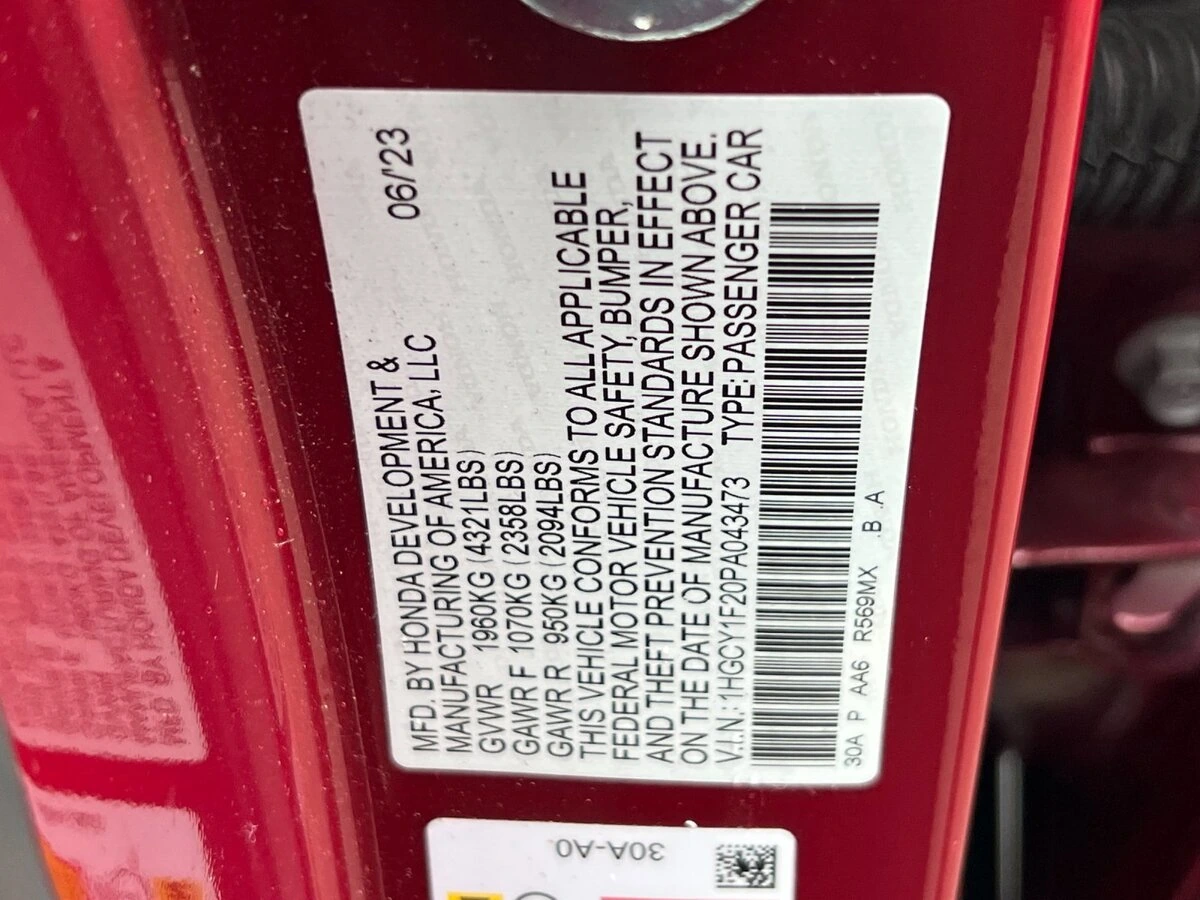 MFD. BY HONDA DEVELOPMENT & 06/'23
MANUFACTURING OF AMERICA, LLC
GVWR 1960KG (4321LBS)
GAWR F 1070KG (2358LBS)
GAWR R 950KG (2094LBS)
THIS VEHICLE CONFORMS TO ALL APPLICABLE
FEDERAL MOTOR VEHICLE SAFETY, BUMPER,
AND THEFT PREVENTION STANDARDS IN EFFECT
ON THE DATE OF MANUFACTURE SHOWN ABOVE.
V.I.N.: 1HGCY1F20PA043473 TYPE: PASSENGER CAR
30A P AA6 R569MX .B .A
30A-A0